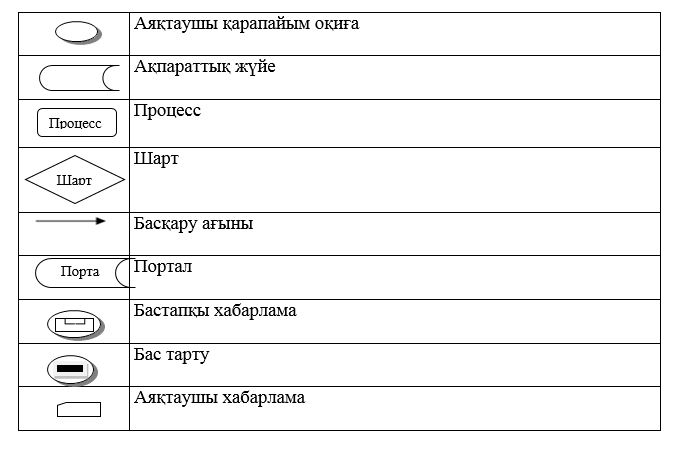 Аяқтаушы қарапайым оқиға
Ақпараттық жүйе
Процесс
Процесс
Шарт
Шарт
Басқару ағыны
Порта
Портал
Бастапқы хабарлама
Бас тарту
Аяқтаушы хабарлама